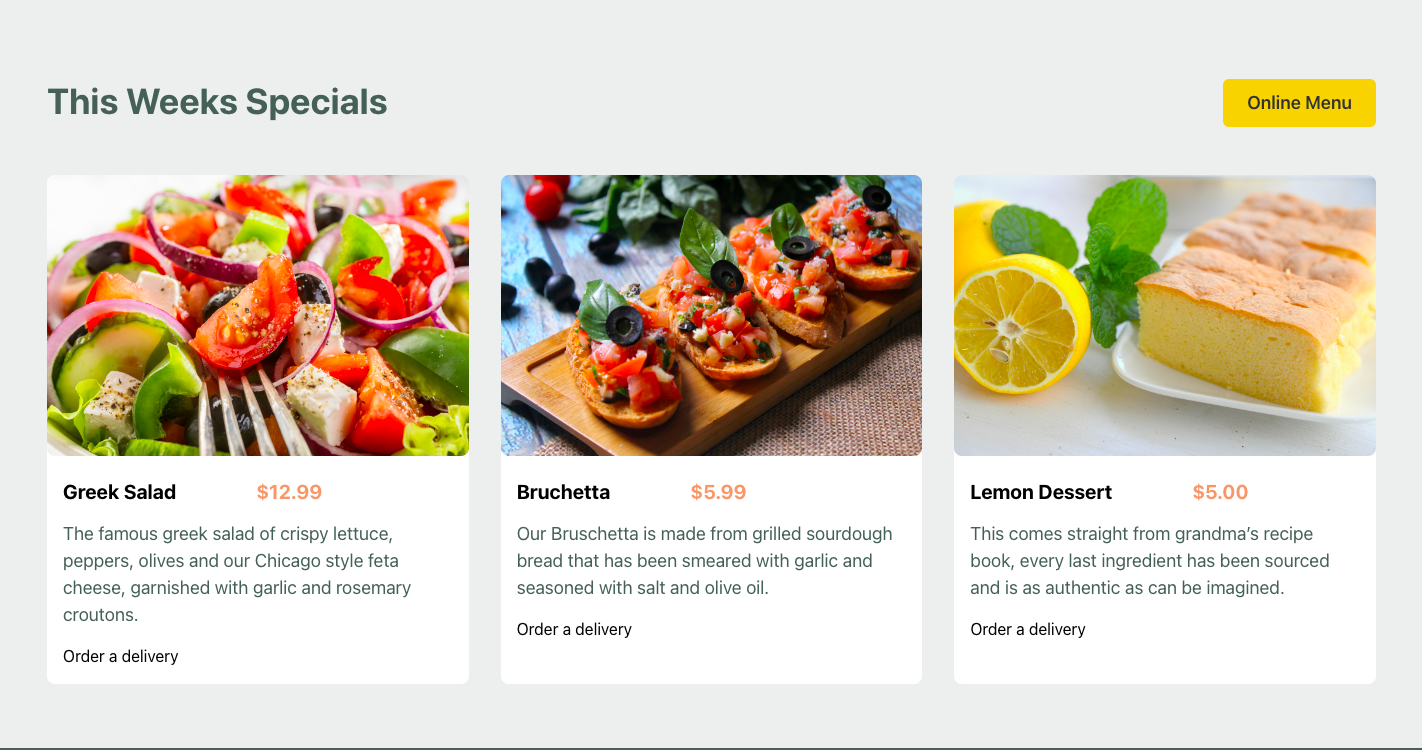 This Weeks Specials
Online Menu
Greek Salad $12.99
The famous greek salad of crispy lettuce,
peppers, olives and our Chicago style feta
cheese, garnished with garlic and rosemary
croutons.
Order a delivery
Bruchetta $5.99
Our Bruschetta is made from grilled sourdough
bread that has been smeared with garlic and
seasoned with salt and olive oil.
Order a delivery
Lemon Dessert $5.00
This comes straight from grandma’s recipe
book, every last ingredient has been sourced
and is as authentic as can be imagined.
Order a delivery